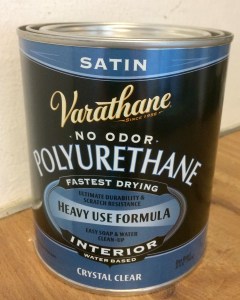 SATIN
Varathane
SINCE 1958
NO ODOR
POLYURETHANE
FASTEST DRYING
ULTIMATE DURABILITY &
SCRATCH RESISTANCE
HEAVY USE FORMULA
EASY SOAP & WATER
CLEAN-UP
INTERIOR
WATER BASED
CRYSTAL CLEAR